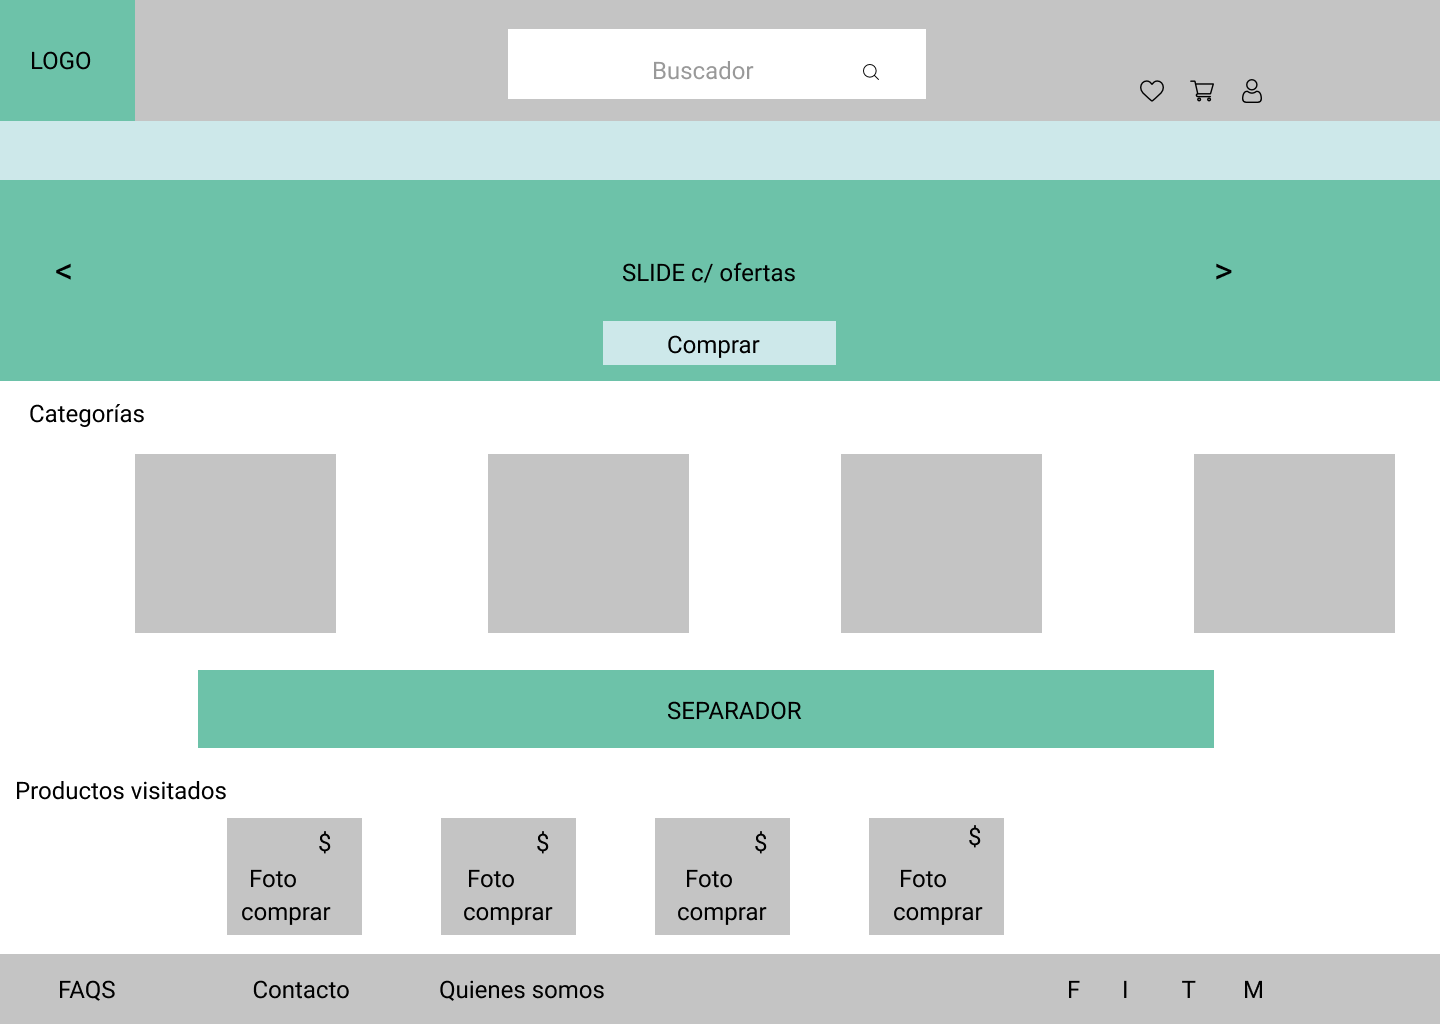 LOGO
Buscador
< SLIDE c/ ofertas >
Comprar
Categorías
SEPARADOR
Productos visitados
$ $ $ $
Foto Foto Foto Foto
comprar comprar comprar comprar
FAQS Contacto Quienes somos F I T M